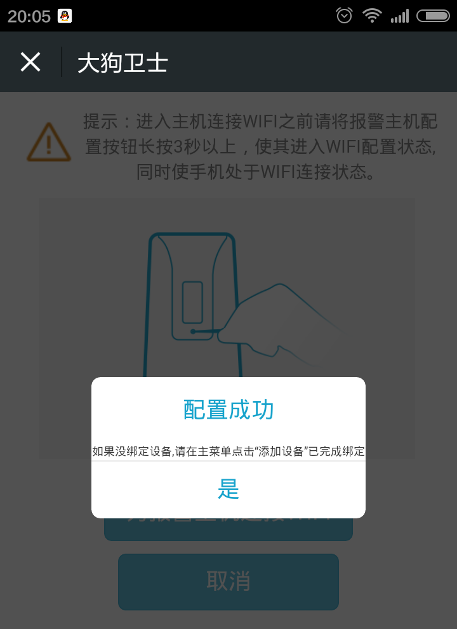 20:05
大狗卫士
提示：进入主机连接WIFI之前请将报警主机配
置按钮长按3秒以上，使其进入WIFI配置状态,
同时使手机处于WIFI连接状态。
配置成功
如果没绑定设备,请在主菜单点击“添加设备”已完成绑定
是
取消